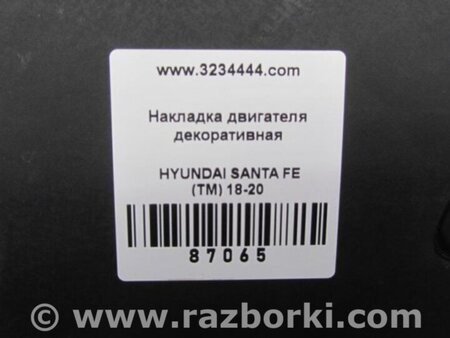 www.3234444.com
Накладка двигателя
декоративная
HYUNDAI SANTA FE
(TM) 18-20
87065
© www.razborki.com